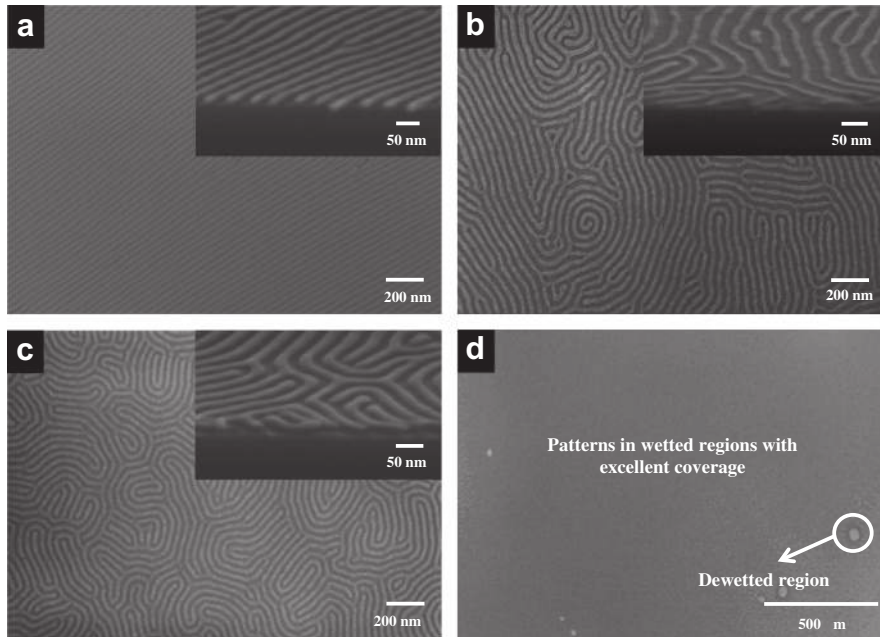 a
50 nm
200 nm
b
50 nm
200 nm
c
50 nm
200 nm
d
Patterns in wetted regions with
excellent coverage
Dewetted region
500 m